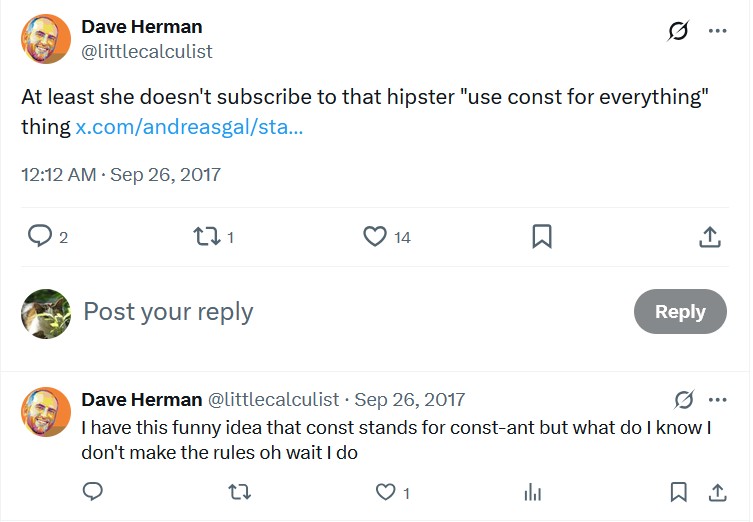 Dave Herman
@littlecalculist
At least she doesn't subscribe to that hipster "use const for everything"
thing x.com/andreasgal/sta...
12:12 AM · Sep 26, 2017
2 1 14
Post your reply Reply
Dave Herman @littlecalculist · Sep 26, 2017
I have this funny idea that const stands for const-ant but what do I know I
don't make the rules oh wait I do
1